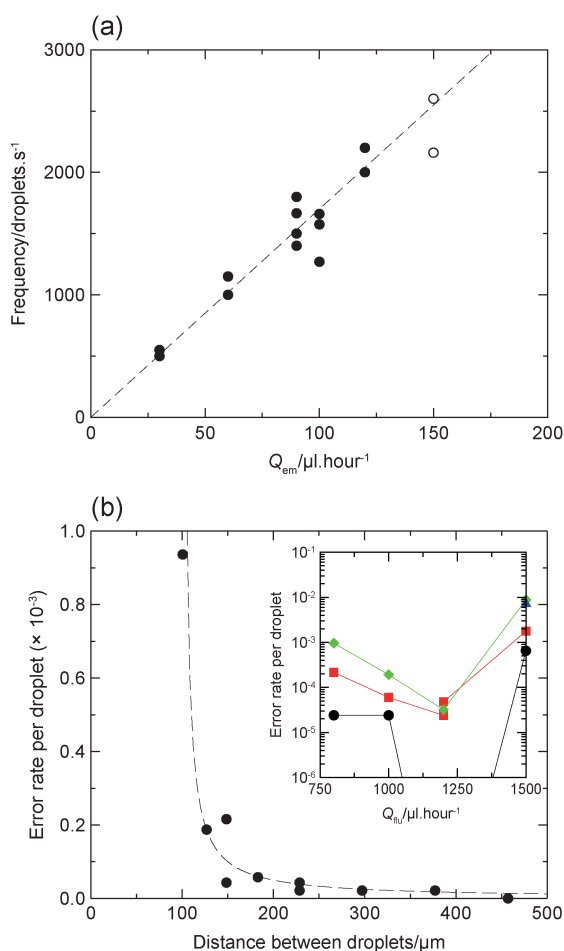 (a)
3000
2000
1000
0
Frequency/droplets.s⁻¹
0 50 100 150 200
Qem/µl.hour⁻¹
(b)
1.0
0.8
0.6
0.4
0.2
0.0
Error rate per droplet (× 10⁻³)
0 100 200 300 400 500
Distance between droplets/µm
10⁻¹
10⁻²
10⁻³
10⁻⁴
10⁻⁵
10⁻⁶
Error rate per droplet
750 1000 1250 1500
Qflu/µl.hour⁻¹